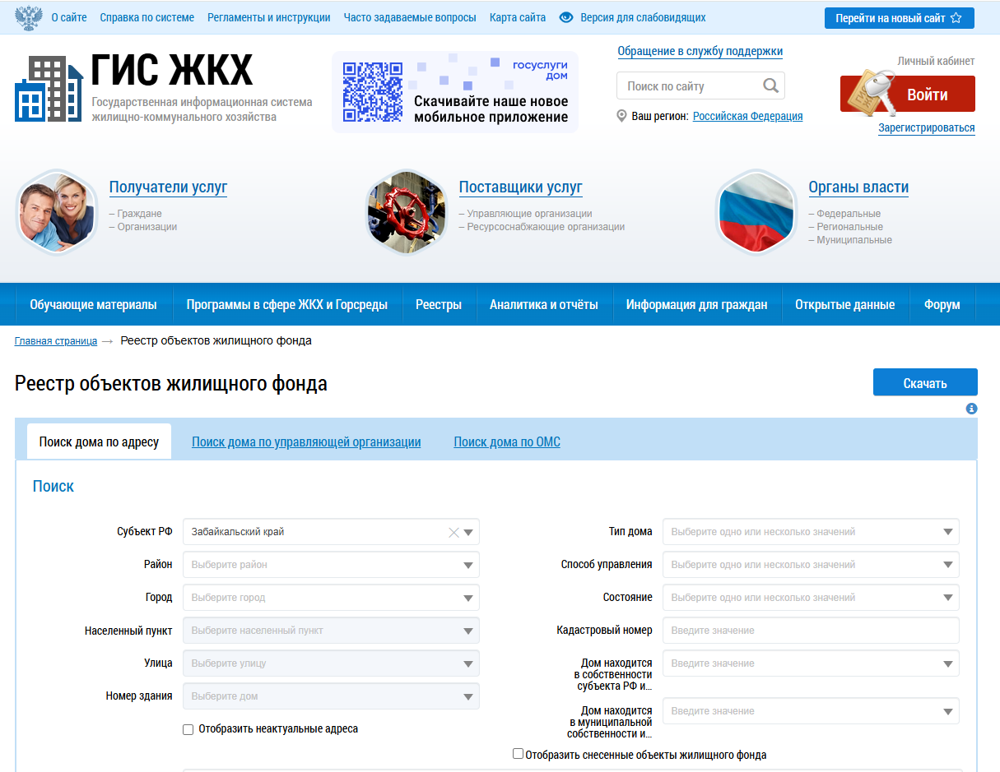 О сайте
Справка по системе
Регламенты и инструкции
Часто задаваемые вопросы
Карта сайта
Версия для слабовидящих
Перейти на новый сайт
ГИС ЖКХ
Государственная информационная система
жилищно-коммунального хозяйства
госуслуги
дом
Скачивайте наше новое
мобильное приложение
Обращение в службу поддержки
Поиск по сайту
Ваш регион: Российская Федерация
Личный кабинет
Войти
Зарегистрироваться
Получатели услуг
– Граждане
– Организации
Поставщики услуг
– Управляющие организации
– Ресурсоснабжающие организации
Органы власти
– Федеральные
– Региональные
– Муниципальные
Обучающие материалы
Программы в сфере ЖКХ и Горсреды
Реестры
Аналитика и отчёты
Информация для граждан
Открытые данные
Форум
Главная страница → Реестр объектов жилищного фонда
Реестр объектов жилищного фонда
Скачать
Поиск дома по адресу
Поиск дома по управляющей организации
Поиск дома по ОМС
Поиск
Субъект РФ
Забайкальский край
Район
Выберите район
Город
Выберите город
Населенный пункт
Выберите населенный пункт
Улица
Выберите улицу
Номер здания
Выберите дом
Отобразить неактуальные адреса
Тип дома
Выберите одно или несколько значений
Способ управления
Выберите одно или несколько значений
Состояние
Выберите одно или несколько значений
Кадастровый номер
Введите значение
Дом находится
в собственности
субъекта РФ и...
Введите значение
Дом находится
в муниципальной
собственности и...
Введите значение
Отобразить снесенные объекты жилищного фонда